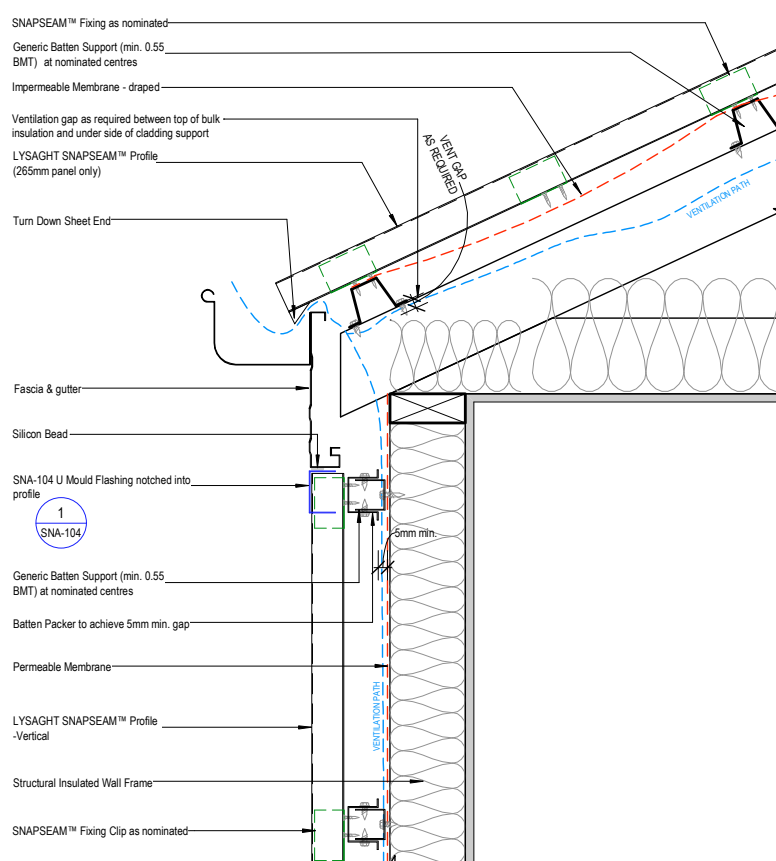 SNAPSEAM™ Fixing as nominated
Generic Batten Support (min. 0.55
BMT) at nominated centres
Impermeable Membrane - draped
Ventilation gap as required between top of bulk
insulation and under side of cladding support
LYSAGHT SNAPSEAM™ Profile
(265mm panel only)
Turn Down Sheet End
VENT GAP
AS REQUIRED
VENTILATION PATH
Fascia & gutter
Silicon Bead
SNA-104 U Mould Flashing notched into
profile
1
SNA-104
5mm min.
Generic Batten Support (min. 0.55
BMT) at nominated centres
Batten Packer to achieve 5mm min. gap
Permeable Membrane
VENTILATION PATH
LYSAGHT SNAPSEAM™ Profile
-Vertical
Structural Insulated Wall Frame
SNAPSEAM™ Fixing Clip as nominated